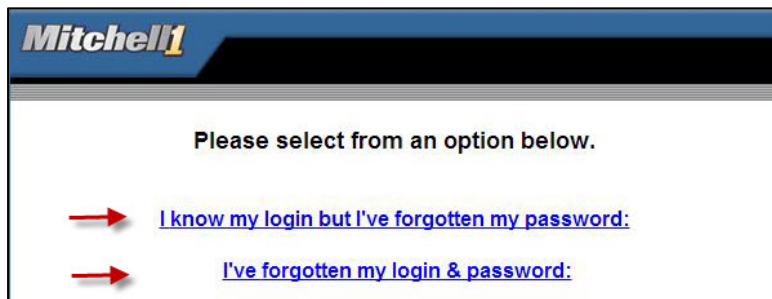 Mitchell1
Please select from an option below.
I know my login but I've forgotten my password:
I've forgotten my login & password: